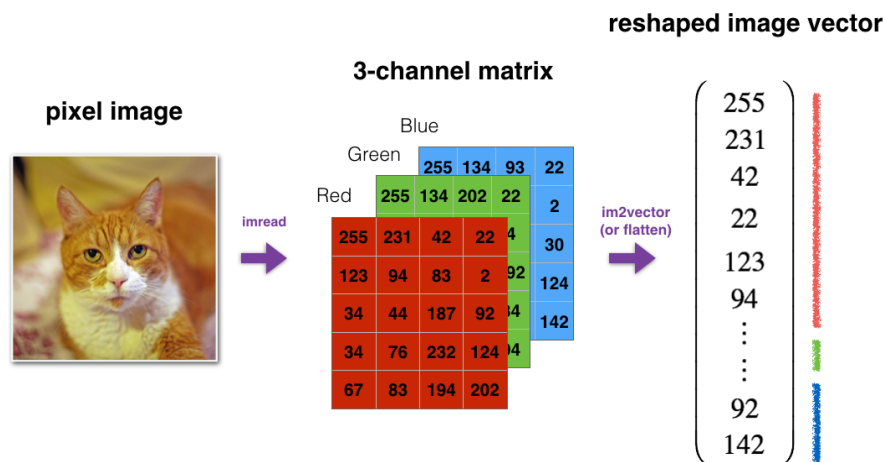 reshaped image vector
3-channel matrix
pixel image
Blue
Green
Red
imread
im2vector
(or flatten)
255 134 93 22
2
30
124
142
255 134 202 22
4
92
34
94
255 231 42 22
123 94 83 2
34 44 187 92
34 76 232 124
67 83 194 202
255
231
42
22
123
94
⋮
⋮
92
142